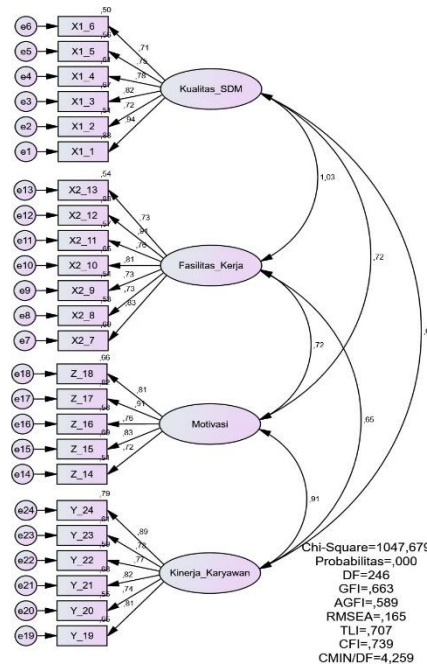 ,50
e6 X1_6 ,71
e5 X1_5
e4 X1_4 ,78
e3 X1_3 ,82
e2 X1_2 ,72
e1 X1_1 ,94
Kualitas_SDM
1,03
,54
e13 X2_13 ,73
e12 X2_12 ,91
e11 X2_11 ,76
e10 X2_10 ,81
e9 X2_9 ,73
e8 X2_8 ,73
e7 X2_7 ,83
Fasilitas_Kerja
,72
,72
,65
,66
e18 Z_18 ,81
e17 Z_17 ,91
e16 Z_16 ,76
e15 Z_15 ,83
e14 Z_14 ,72
Motivasi
,91
,79
e24 Y_24 ,89
e23 Y_23 ,78
e22 Y_22 ,77
e21 Y_21 ,82
e20 Y_20 ,74
e19 Y_19 ,81
Kinerja_Karyawan
Chi-Square=1047,679
Probabilitas=,000
DF=246
GFI=,663
AGFI=,589
RMSEA=,165
TLI=,707
CFI=,739
CMIN/DF=4,259